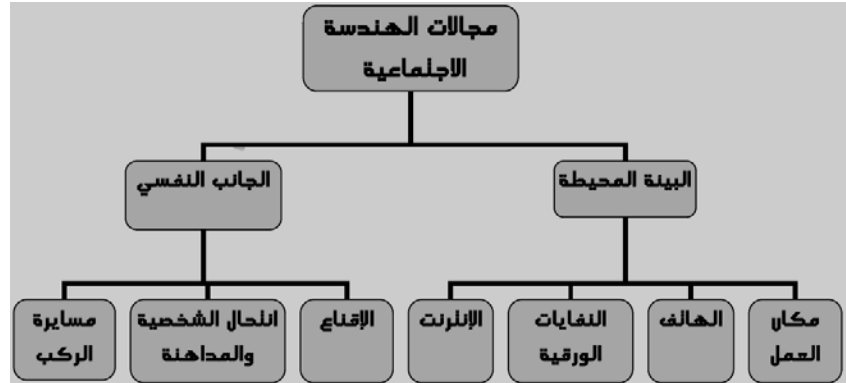 مجالات الهندسة
الاجتماعية
البيئة المحيطة
الجانب النفسي
مكان
العمل
الهاتف
النفايات
الورقية
الإنترنت
الإقناع
انتحال الشخصية
والمداهنة
مسايرة
الركب